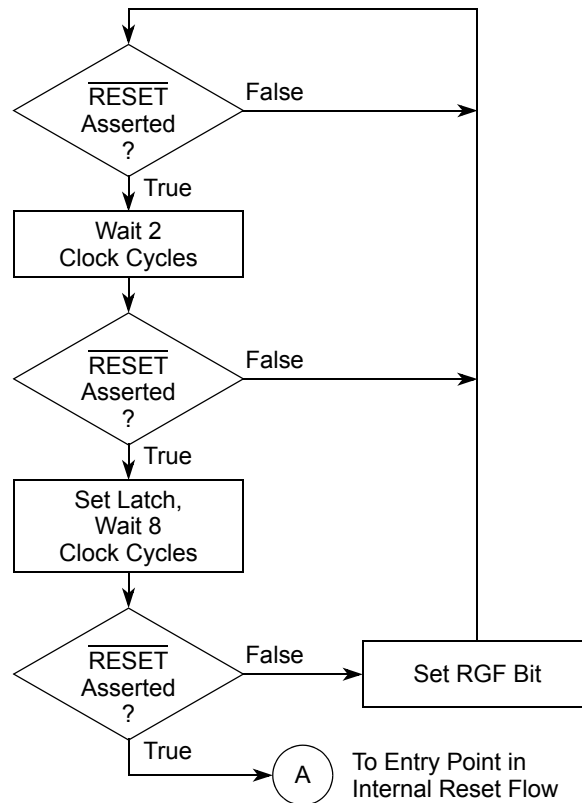 RESET
Asserted
?
False
True
Wait 2
Clock Cycles
RESET
Asserted
?
False
True
Set Latch,
Wait 8
Clock Cycles
RESET
Asserted
?
False
Set RGF Bit
True
A
To Entry Point in
Internal Reset Flow